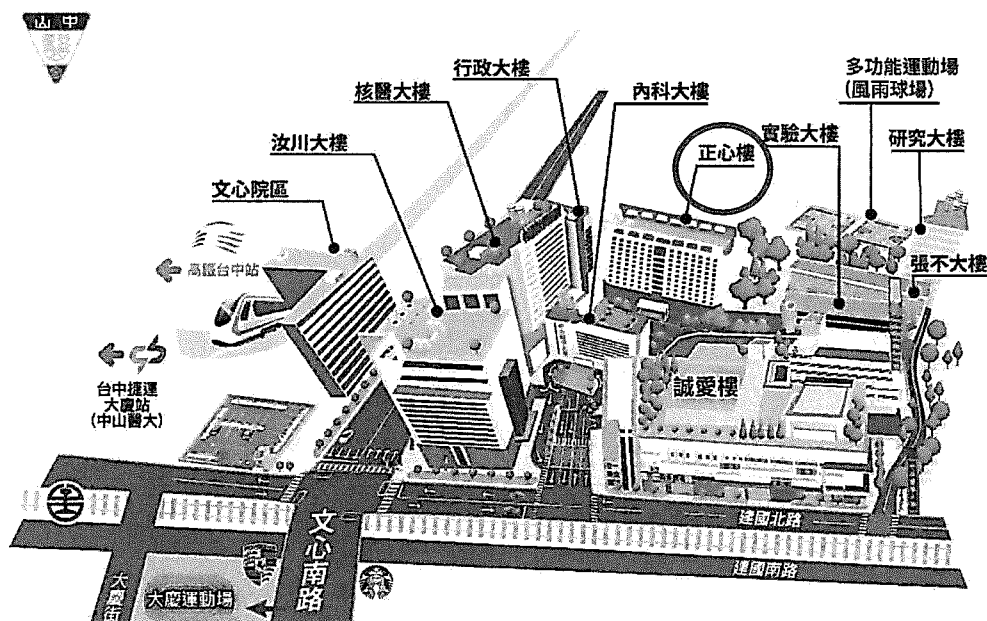 山中
行政大樓
多功能運動場
(風雨球場)
核醫大樓
內科大樓
實驗大樓
研究大樓
汝川大樓
正心樓
文心院區
高鐵台中站
張不大樓
台中捷運
大慶站
(中山醫大)
誠愛樓
建國北路
文心南路
建國南路
大慶街
大慶運動場